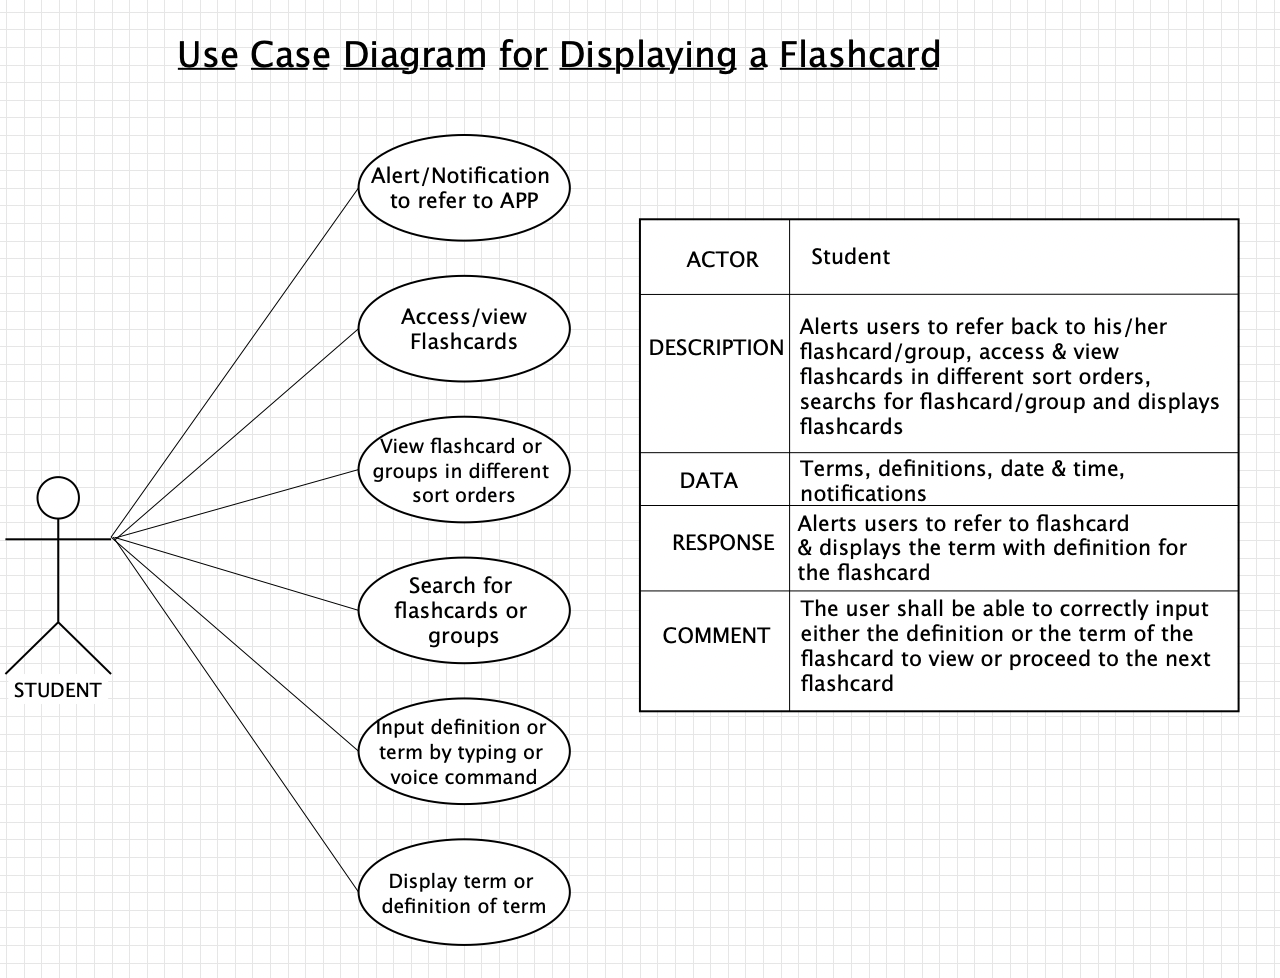 Use Case Diagram for Displaying a Flashcard
Alert/Notification
to refer to APP
Access/view
Flashcards
View flashcard or
groups in different
sort orders
Search for
flashcards or
groups
Input definition or
term by typing or
voice command
Display term or
definition of term
STUDENT
ACTOR
Student
DESCRIPTION
Alerts users to refer back to his/her
flashcard/group, access & view
flashcards in different sort orders,
searchs for flashcard/group and displays
flashcards
DATA
Terms, definitions, date & time,
notifications
RESPONSE
Alerts users to refer to flashcard
& displays the term with definition for
the flashcard
COMMENT
The user shall be able to correctly input
either the definition or the term of the
flashcard to view or proceed to the next
flashcard